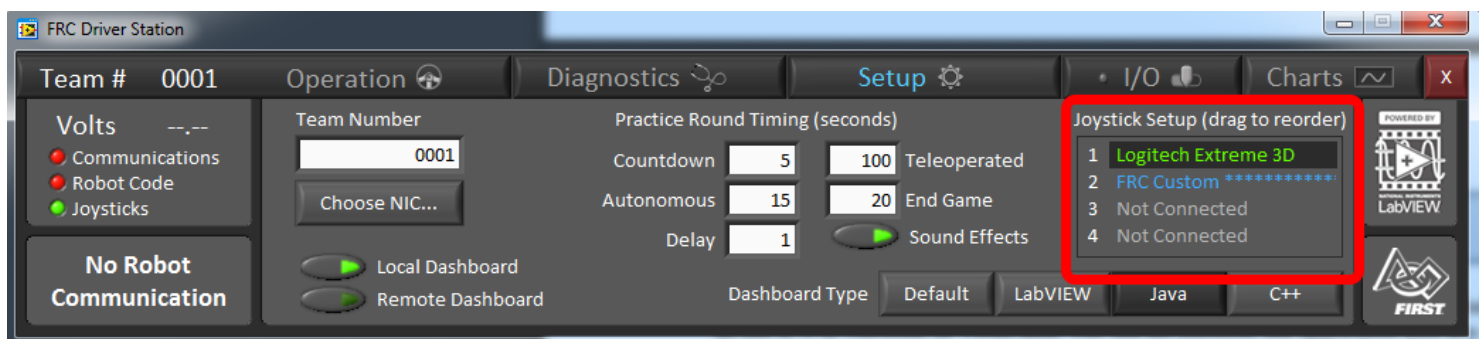 FRC Driver Station
Team # 0001
Operation
Diagnostics
Setup
I/O
Charts
X
Volts --.--
Communications
Robot Code
Joysticks
No Robot
Communication
Team Number
0001
Choose NIC...
Local Dashboard
Remote Dashboard
Practice Round Timing (seconds)
Countdown 5 100 Teleoperated
Autonomous 15 20 End Game
Delay 1 Sound Effects
Dashboard Type Default LabVIEW Java C++
Joystick Setup (drag to reorder)
1 Logitech Extreme 3D
2 FRC Custom ************
3 Not Connected
4 Not Connected
POWERED BY
NATIONAL INSTRUMENTS
LabVIEW
FIRST